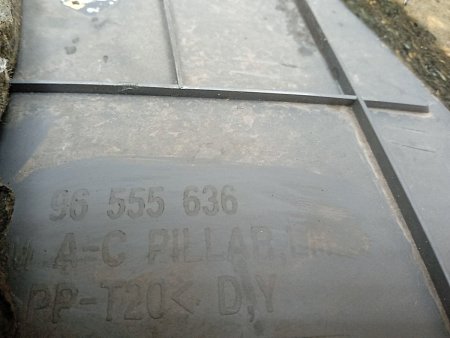 96 555 636
A-C PILLAR,
PP-T20< D,Y